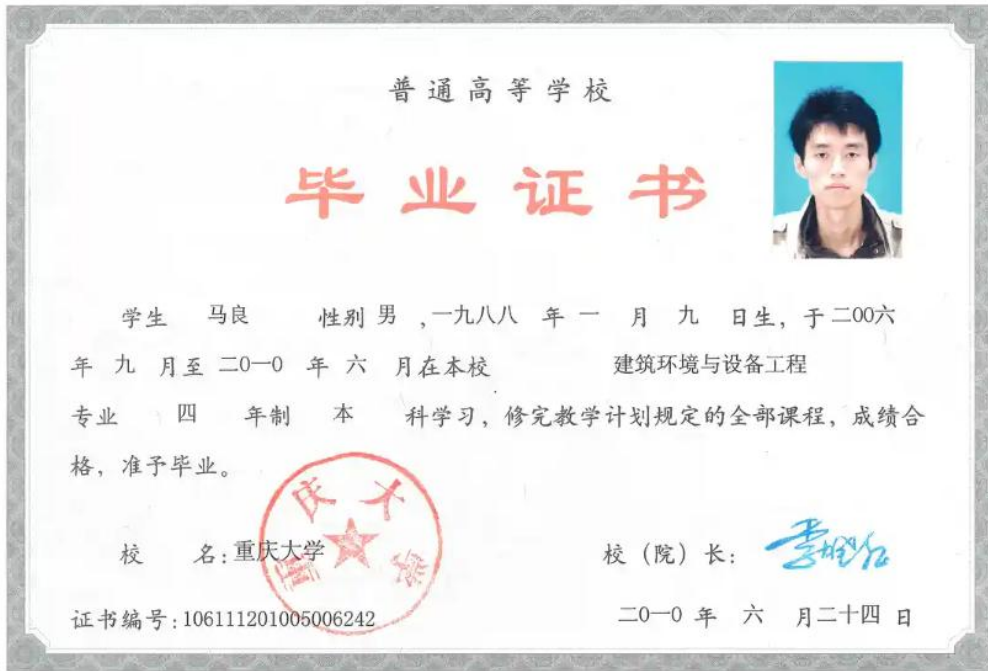 普通高等学校
毕业证书
学生 马良 性别 男 ,一九八八 年 一 月 九 日生, 于 二00六
年 九 月至 二0一0 年 六 月在本校 建筑环境与设备工程
专业 四 年制 本 科学习, 修完教学计划规定的全部课程, 成绩合
格, 准予毕业。
重庆大学
校 名: 重庆大学 校（院）长:
证书编号: 106111201005006242 二0一0 年 六 月二十四 日